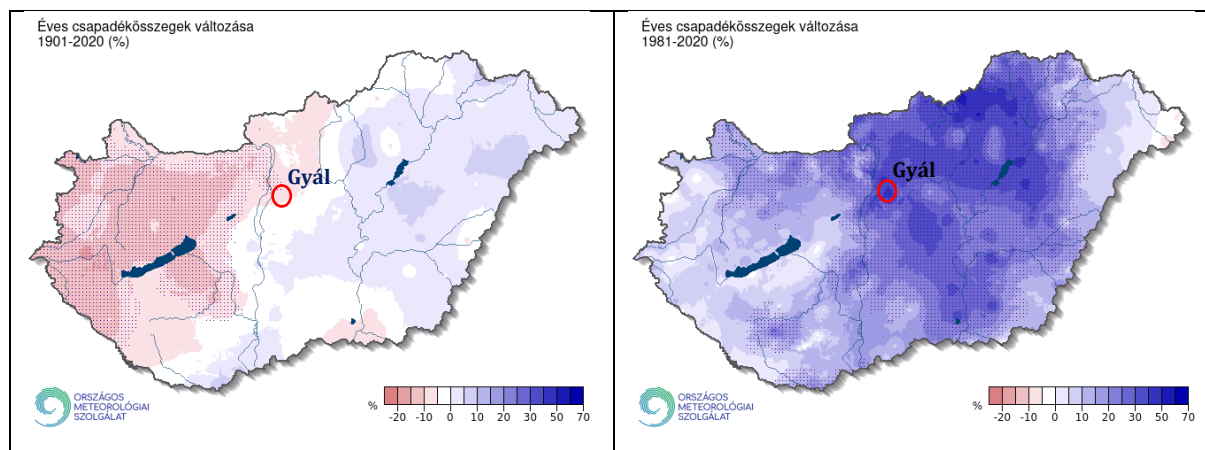 Éves csapadékösszegek változása
1901-2020 (%)
Gyál
ORSZÁGOS
METEOROLÓGIAI
SZOLGÁLAT
%
-20 -10 0 10 20 30 50 70
Éves csapadékösszegek változása
1981-2020 (%)
Gyál
ORSZÁGOS
METEOROLÓGIAI
SZOLGÁLAT
%
-20 -10 0 10 20 30 50 70